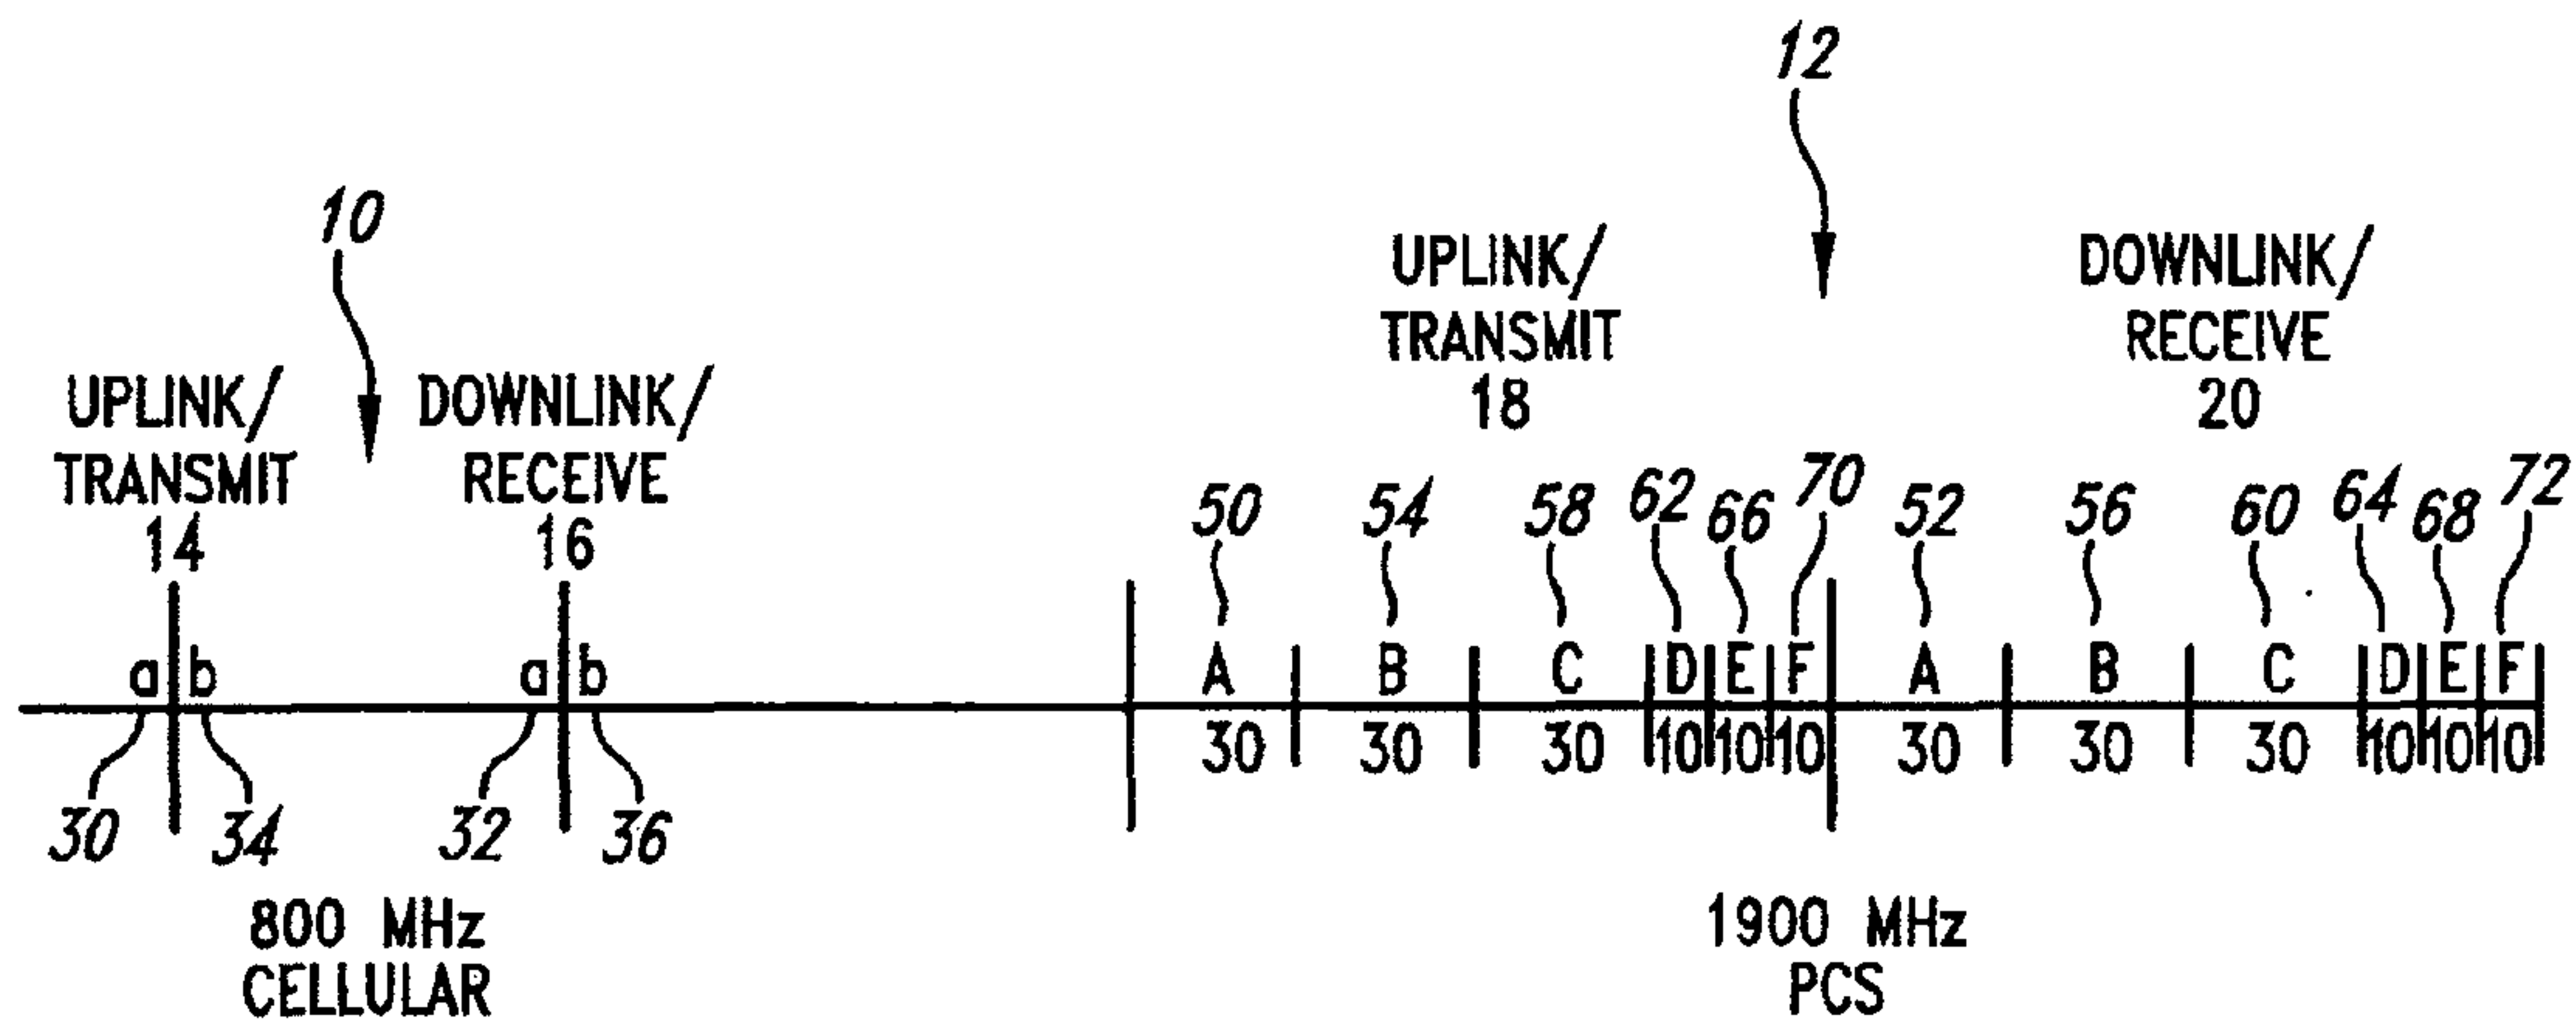 12
10
UPLINK/
TRANSMIT
18
DOWNLINK/
RECEIVE
20
UPLINK/
TRANSMIT
14
DOWNLINK/
RECEIVE
16
50 54 58 62 66 70 52 56 60 64 68 72
a b a b A B C D E F A B C D E F
30 30 30 10 10 10 30 30 30 10 10 10
30 34 32 36
800 MHz
CELLULAR
1900 MHz
PCS